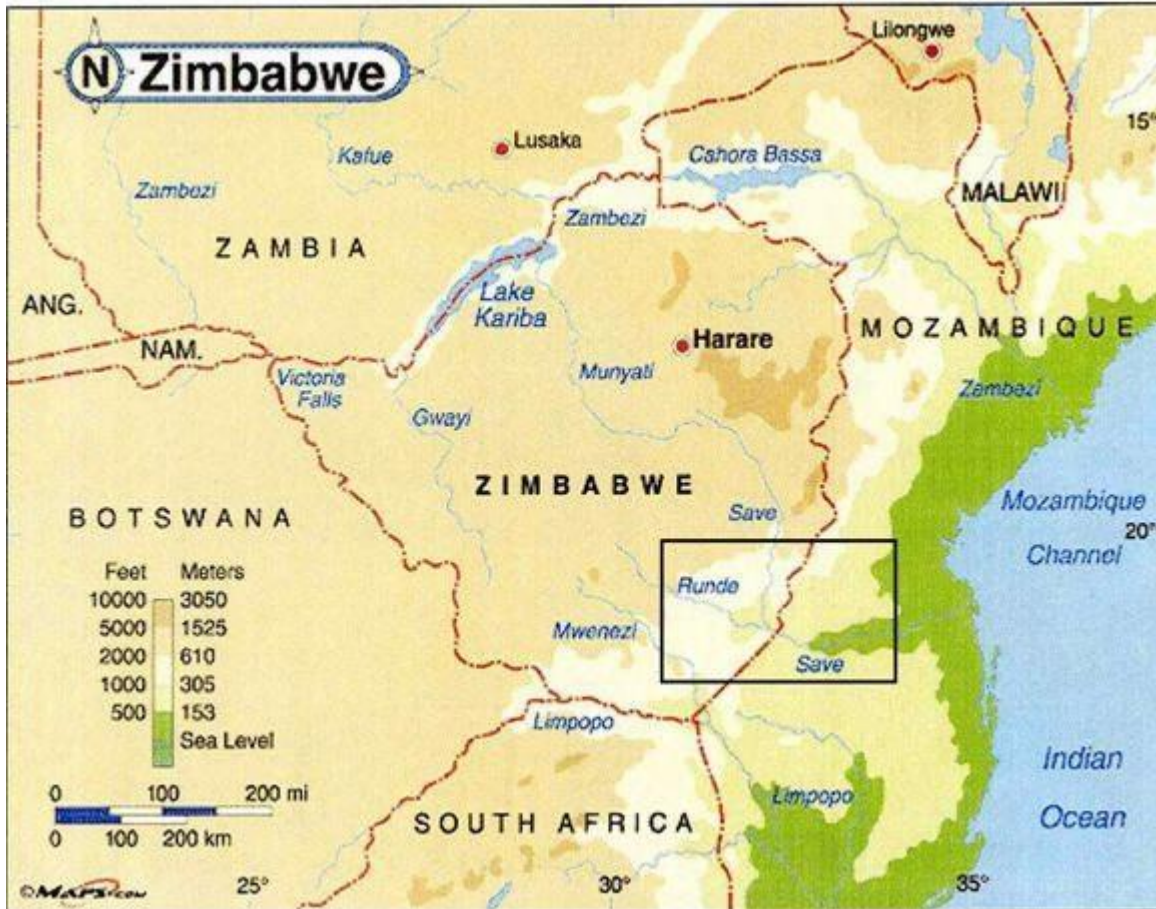 N Zimbabwe
Lilongwe
15°
Lusaka
Kafue
Cahora Bassa
Zambezi
MALAWI
Zambezi
ZAMBIA
ANG.
Lake
Kariba
MOZAMBIQUE
Harare
NAM.
Victoria
Falls
Munyati
Zambezi
Gwayi
ZIMBABWE
Mozambique
Channel
Save
BOTSWANA
20°
Feet Meters
10000 3050
5000 1525
2000 610
1000 305
500 153
Sea Level
Runde
Mwenezi
Save
Limpopo
Indian
Ocean
0 100 200 mi
0 100 200 km
Limpopo
SOUTH AFRICA
©MAPS.COM
25°
30°
35°